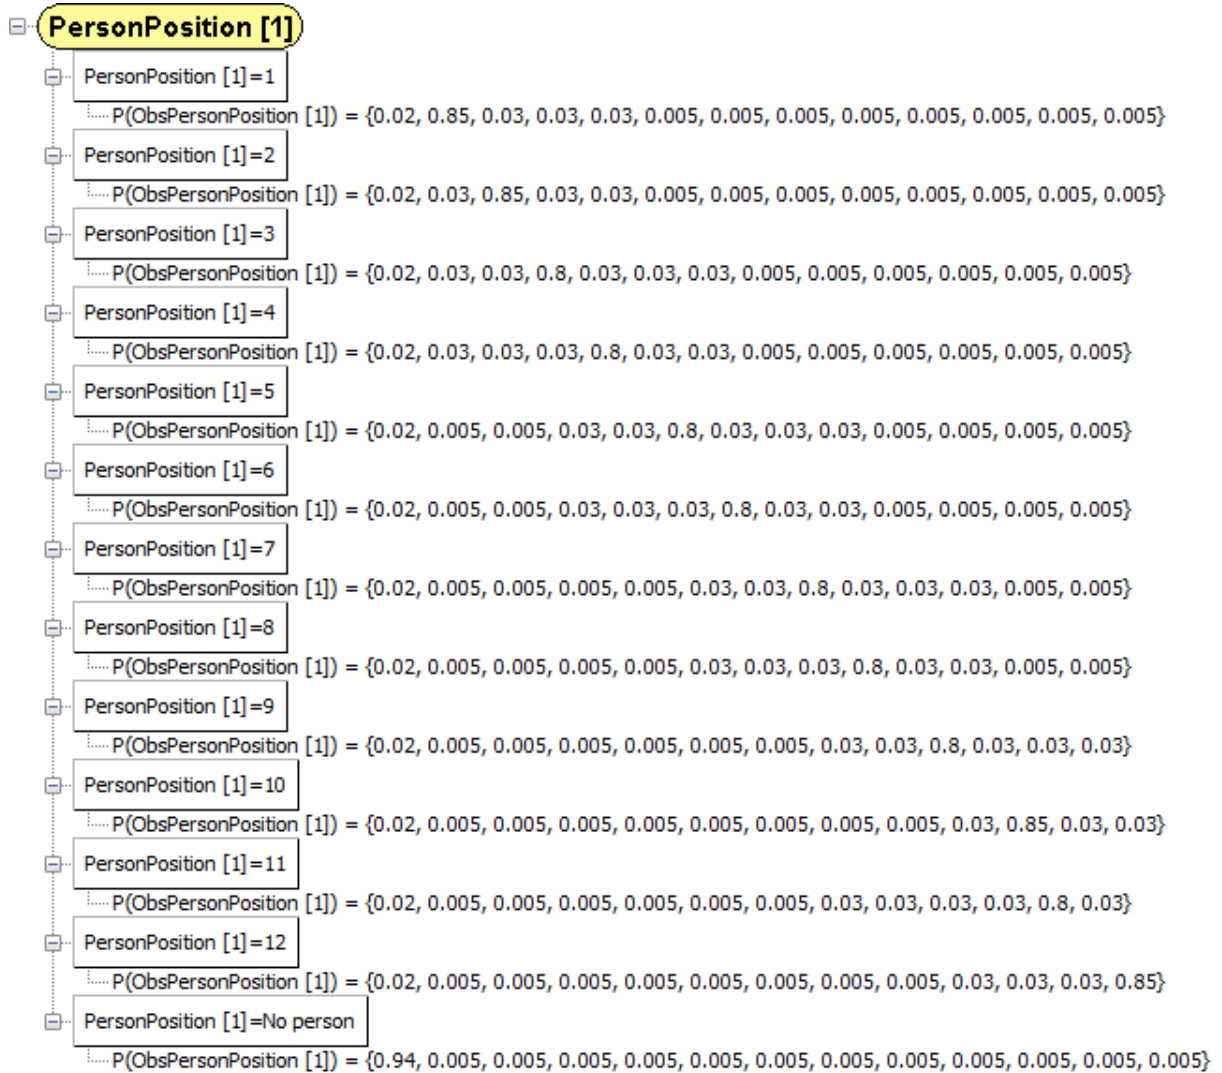 PersonPosition [1]
PersonPosition [1]=1
P(ObsPersonPosition [1]) = {0.02, 0.85, 0.03, 0.03, 0.03, 0.005, 0.005, 0.005, 0.005, 0.005, 0.005, 0.005, 0.005}
PersonPosition [1]=2
P(ObsPersonPosition [1]) = {0.02, 0.03, 0.85, 0.03, 0.03, 0.005, 0.005, 0.005, 0.005, 0.005, 0.005, 0.005, 0.005}
PersonPosition [1]=3
P(ObsPersonPosition [1]) = {0.02, 0.03, 0.03, 0.8, 0.03, 0.03, 0.03, 0.005, 0.005, 0.005, 0.005, 0.005, 0.005}
PersonPosition [1]=4
P(ObsPersonPosition [1]) = {0.02, 0.03, 0.03, 0.03, 0.8, 0.03, 0.03, 0.005, 0.005, 0.005, 0.005, 0.005, 0.005}
PersonPosition [1]=5
P(ObsPersonPosition [1]) = {0.02, 0.005, 0.005, 0.03, 0.03, 0.8, 0.03, 0.03, 0.03, 0.005, 0.005, 0.005, 0.005}
PersonPosition [1]=6
P(ObsPersonPosition [1]) = {0.02, 0.005, 0.005, 0.03, 0.03, 0.03, 0.8, 0.03, 0.03, 0.005, 0.005, 0.005, 0.005}
PersonPosition [1]=7
P(ObsPersonPosition [1]) = {0.02, 0.005, 0.005, 0.005, 0.005, 0.03, 0.03, 0.8, 0.03, 0.03, 0.03, 0.005, 0.005}
PersonPosition [1]=8
P(ObsPersonPosition [1]) = {0.02, 0.005, 0.005, 0.005, 0.005, 0.03, 0.03, 0.03, 0.8, 0.03, 0.03, 0.005, 0.005}
PersonPosition [1]=9
P(ObsPersonPosition [1]) = {0.02, 0.005, 0.005, 0.005, 0.005, 0.005, 0.005, 0.03, 0.03, 0.8, 0.03, 0.03, 0.03}
PersonPosition [1]=10
P(ObsPersonPosition [1]) = {0.02, 0.005, 0.005, 0.005, 0.005, 0.005, 0.005, 0.005, 0.005, 0.03, 0.85, 0.03, 0.03}
PersonPosition [1]=11
P(ObsPersonPosition [1]) = {0.02, 0.005, 0.005, 0.005, 0.005, 0.005, 0.005, 0.03, 0.03, 0.03, 0.03, 0.8, 0.03}
PersonPosition [1]=12
P(ObsPersonPosition [1]) = {0.02, 0.005, 0.005, 0.005, 0.005, 0.005, 0.005, 0.005, 0.005, 0.03, 0.03, 0.03, 0.85}
PersonPosition [1]=No person
P(ObsPersonPosition [1]) = {0.94, 0.005, 0.005, 0.005, 0.005, 0.005, 0.005, 0.005, 0.005, 0.005, 0.005, 0.005, 0.005}